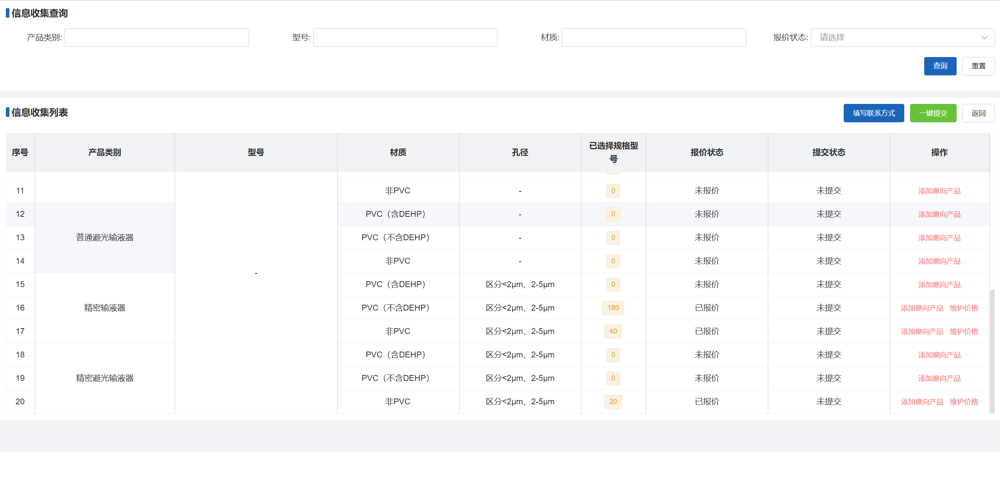 信息收集查询
产品类别:
型号:
材质:
报价状态: 请选择
查询 重置
信息收集列表
填写联系方式 一键提交 返回
序号 产品类别 型号 材质 孔径 已选择规格型号 报价状态 提交状态 操作
11 非PVC - 0 未报价 未提交 添加意向产品
12 PVC（含DEHP） - 0 未报价 未提交 添加意向产品
13 普通避光输液器 PVC（不含DEHP） - 0 未报价 未提交 添加意向产品
14 非PVC - 0 未报价 未提交 添加意向产品
-
15 PVC（含DEHP） 区分<2μm、2-5μm 0 未报价 未提交 添加意向产品
16 精密输液器 PVC（不含DEHP） 区分<2μm、2-5μm 180 已报价 未提交 添加意向产品 维护价格
17 非PVC 区分<2μm、2-5μm 40 已报价 未提交 添加意向产品 维护价格
18 PVC（含DEHP） 区分<2μm、2-5μm 0 未报价 未提交 添加意向产品
19 精密避光输液器 PVC（不含DEHP） 区分<2μm、2-5μm 0 未报价 未提交 添加意向产品
20 非PVC 区分<2μm、2-5μm 20 已报价 未提交 添加意向产品 维护价格